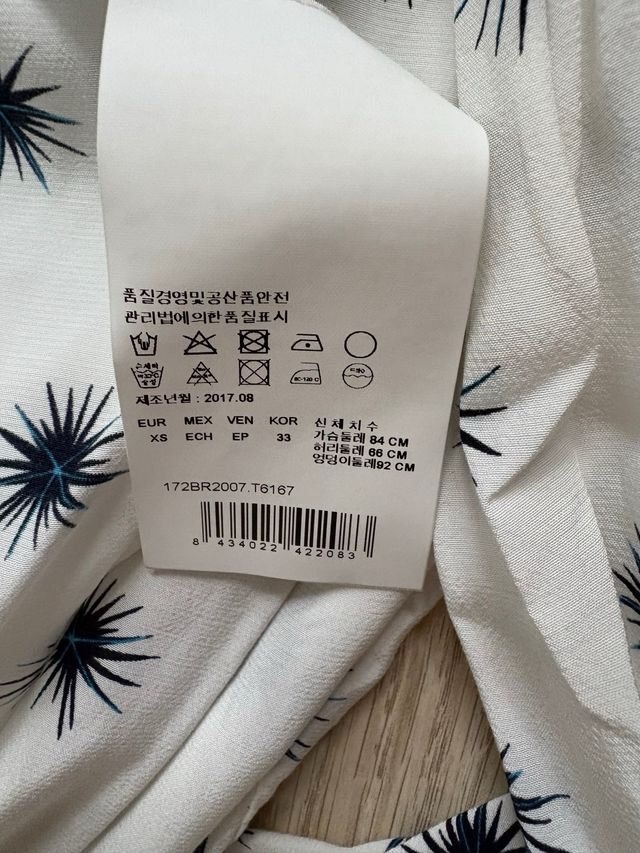 품질경영및공산품안전
관리법에의한품질표시
제조년월 : 2017.08
EUR MEX VEN KOR
XS ECH EP 33
신체치수
가슴둘레 84 CM
허리둘레 66 CM
엉덩이둘레92 CM
172BR2007.T6167
8 434022 422083